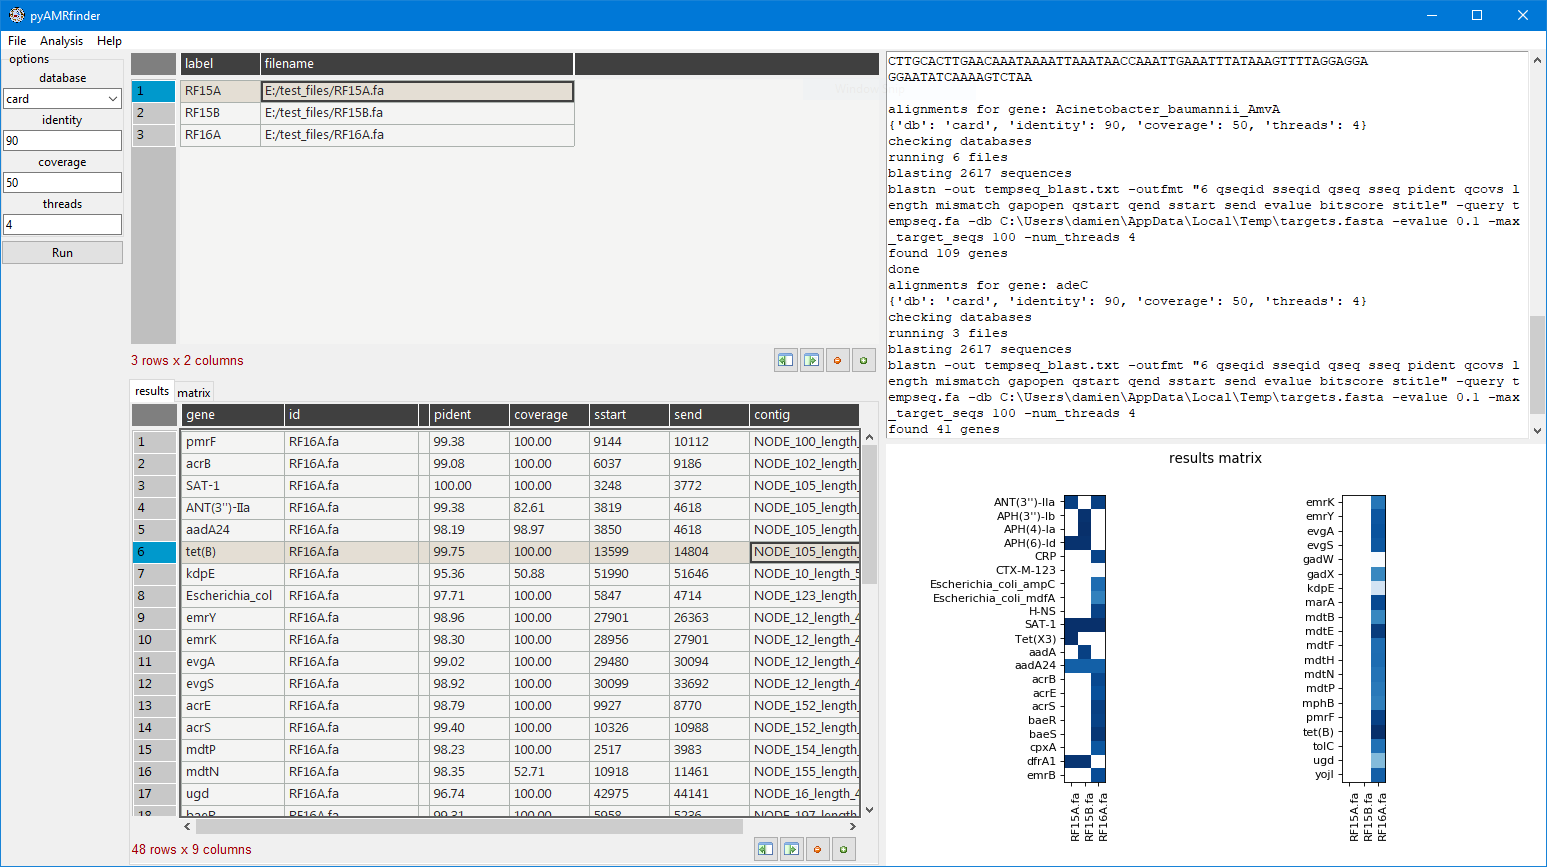 pyAMRfinder
File Analysis Help
options
database
card
identity
90
coverage
50
threads
4
Run
label filename
1 RF15A E:/test_files/RF15A.fa
2 RF15B E:/test_files/RF15B.fa
3 RF16A E:/test_files/RF16A.fa
3 rows x 2 columns
results matrix
gene id pident coverage sstart send contig
1 pmrF RF16A.fa 99.38 100.00 9144 10112 NODE_100_length_
2 acrB RF16A.fa 99.08 100.00 6037 9186 NODE_102_length_
3 SAT-1 RF16A.fa 100.00 100.00 3248 3772 NODE_105_length_
4 ANT(3'')-IIa RF16A.fa 99.38 82.61 3819 4618 NODE_105_length_
5 aadA24 RF16A.fa 98.19 98.97 3850 4618 NODE_105_length_
6 tet(B) RF16A.fa 99.75 100.00 13599 14804 NODE_105_length_
7 kdpE RF16A.fa 95.36 50.88 51990 51646 NODE_10_length_5
8 Escherichia_col RF16A.fa 97.71 100.00 5847 4714 NODE_123_length_
9 emrY RF16A.fa 98.96 100.00 27901 26363 NODE_12_length_4
10 emrK RF16A.fa 98.30 100.00 28956 27901 NODE_12_length_4
11 evgA RF16A.fa 99.02 100.00 29480 30094 NODE_12_length_4
12 evgS RF16A.fa 98.92 100.00 30099 33692 NODE_12_length_4
13 acrE RF16A.fa 98.79 100.00 9927 8770 NODE_152_length_
14 acrS RF16A.fa 99.40 100.00 10326 10988 NODE_152_length_
15 mdtP RF16A.fa 98.23 100.00 2517 3983 NODE_154_length_
16 mdtN RF16A.fa 98.35 52.71 10918 11461 NODE_155_length_
17 ugd RF16A.fa 96.74 100.00 42975 44141 NODE_16_length_4
18 baeR RF16A.fa 99.31 100.00 5958 5236 NODE_197_length_
48 rows x 9 columns
CTTGCACTTGAACAAATAAAATTAAATAACCAAATTGAAATTTATAAAGTTTTAGGAGGA
GGAATATCAAAAGTCTAA
alignments for gene: Acinetobacter_baumannii_AmvA
{'db': 'card', 'identity': 90, 'coverage': 50, 'threads': 4}
checking databases
running 6 files
blasting 2617 sequences
blastn -out tempseq_blast.txt -outfmt "6 qseqid sseqid qseq sseq pident qcovs l
ength mismatch gapopen qstart qend sstart send evalue bitscore stitle" -query t
empseq.fa -db C:\Users\damien\AppData\Local\Temp\targets.fasta -evalue 0.1 -max
_target_seqs 100 -num_threads 4
found 109 genes
done
alignments for gene: adeC
{'db': 'card', 'identity': 90, 'coverage': 50, 'threads': 4}
checking databases
running 3 files
blasting 2617 sequences
blastn -out tempseq_blast.txt -outfmt "6 qseqid sseqid qseq sseq pident qcovs l
ength mismatch gapopen qstart qend sstart send evalue bitscore stitle" -query t
empseq.fa -db C:\Users\damien\AppData\Local\Temp\targets.fasta -evalue 0.1 -max
_target_seqs 100 -num_threads 4
found 41 genes
results matrix
ANT(3'')-IIa
APH(3'')-Ib
APH(4)-Ia
APH(6)-Id
CRP
CTX-M-123
Escherichia_coli_ampC
Escherichia_coli_mdfA
H-NS
SAT-1
Tet(X3)
aadA
aadA24
acrB
acrE
acrS
baeR
baeS
cpxA
dfrA1
emrB
RF15A.fa
RF15B.fa
RF16A.fa
emrK
emrY
evgA
evgS
gadW
gadX
kdpE
marA
mdtB
mdtE
mdtF
mdtH
mdtN
mdtP
mphB
pmrF
tet(B)
tolC
ugd
yojI
RF15A.fa
RF15B.fa
RF16A.fa